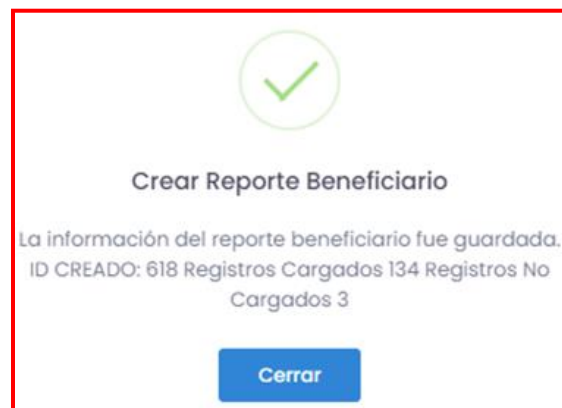 Crear Reporte Beneficiario
La información del reporte beneficiario fue guardada.
ID CREADO: 618 Registros Cargados 134 Registros No
Cargados 3
Cerrar